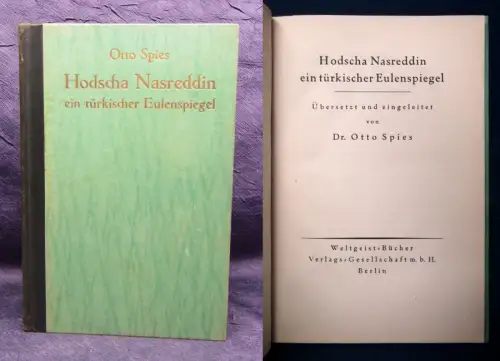 Otto Spies
Hodscha Nasreddin
ein türkischer Eulenspiegel
Hodscha Nasreddin
ein türkischer Eulenspiegel
Übersetzt und eingeleitet
von
Dr. Otto Spies
Weltgeist-Bücher
Verlags-Gesellschaft m. b. H.
Berlin